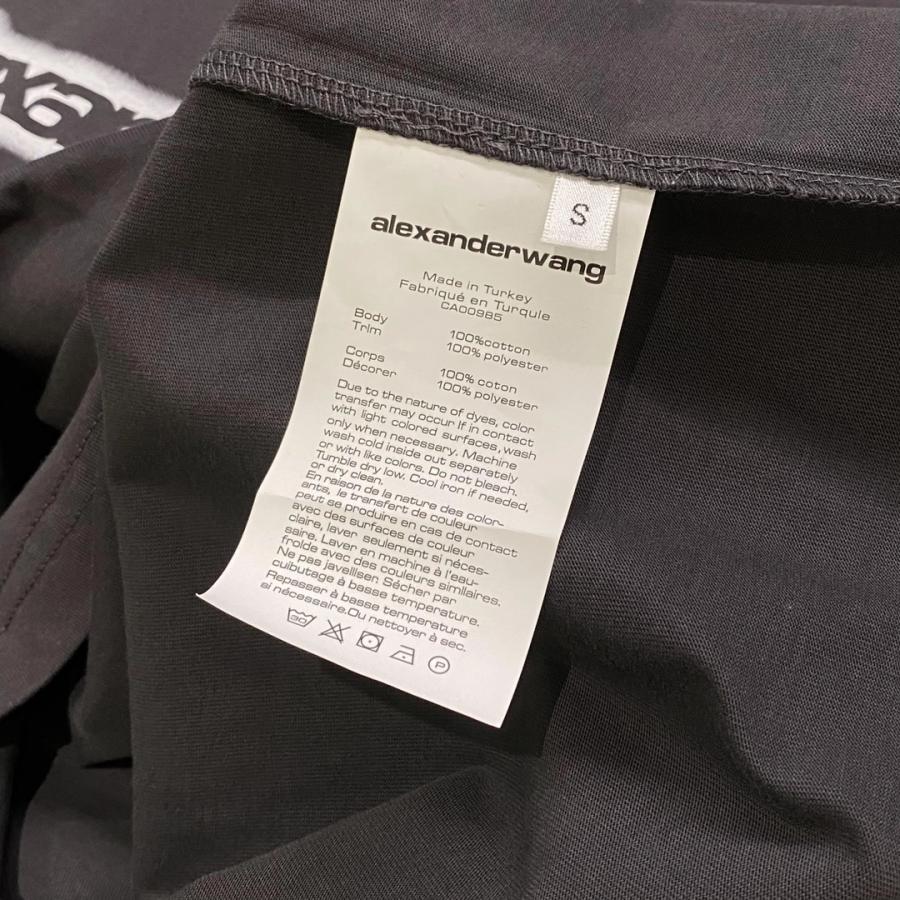 S
alexanderwang
Made in Turkey
Fabriqué en Turquie
CA00985
Body 100%cotton
Trim 100% polyester
Corps 100% coton
Décorer 100% polyester
Due to the nature of dyes, color
transfer may occur if in contact
with light colored surfaces, wash
only when necessary. Machine
wash cold inside out separately
or with like colors. Do not bleach.
Tumble dry low. Cool iron if needed,
or dry clean.
En raison de la nature des color-
ants, le transfert de couleur
peut se produire en cas de contact
avec des surfaces de couleur
claire, laver seulement si néces-
saire. Laver en machine à l'eau-
froide avec des couleurs similaires.
Ne pas javelliser. Sécher par
cuibutage à basse temperature.
Repasser à basse temperature
si nécessaire.Ou nettoyer à sec.
30
P